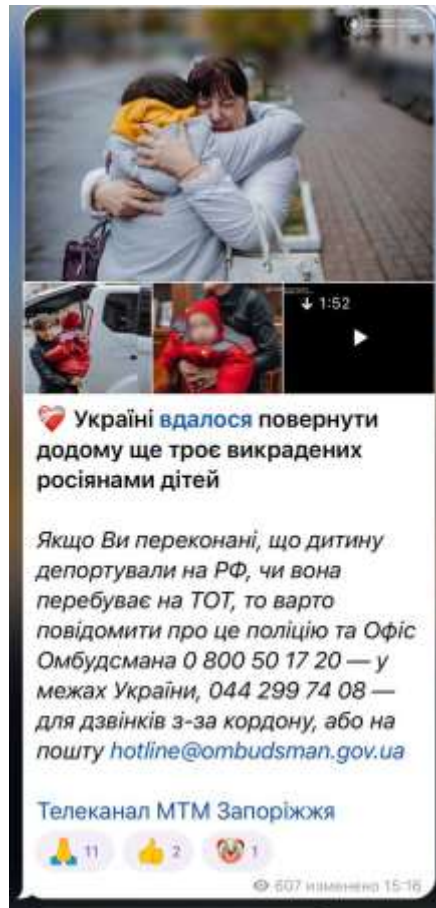 1:52
Україні вдалося повернути
додому ще троє викрадених
росіянами дітей
Якщо Ви переконані, що дитину
депортували на РФ, чи вона
перебуває на ТОТ, то варто
повідомити про це поліцію та Офіс
Омбудсмана 0 800 50 17 20 — у
межах України, 044 299 74 08 —
для дзвінків з-за кордону, або на
пошту hotline@ombudsman.gov.ua
Телеканал МТМ Запоріжжя
11 2 1
607 изменено 15:16